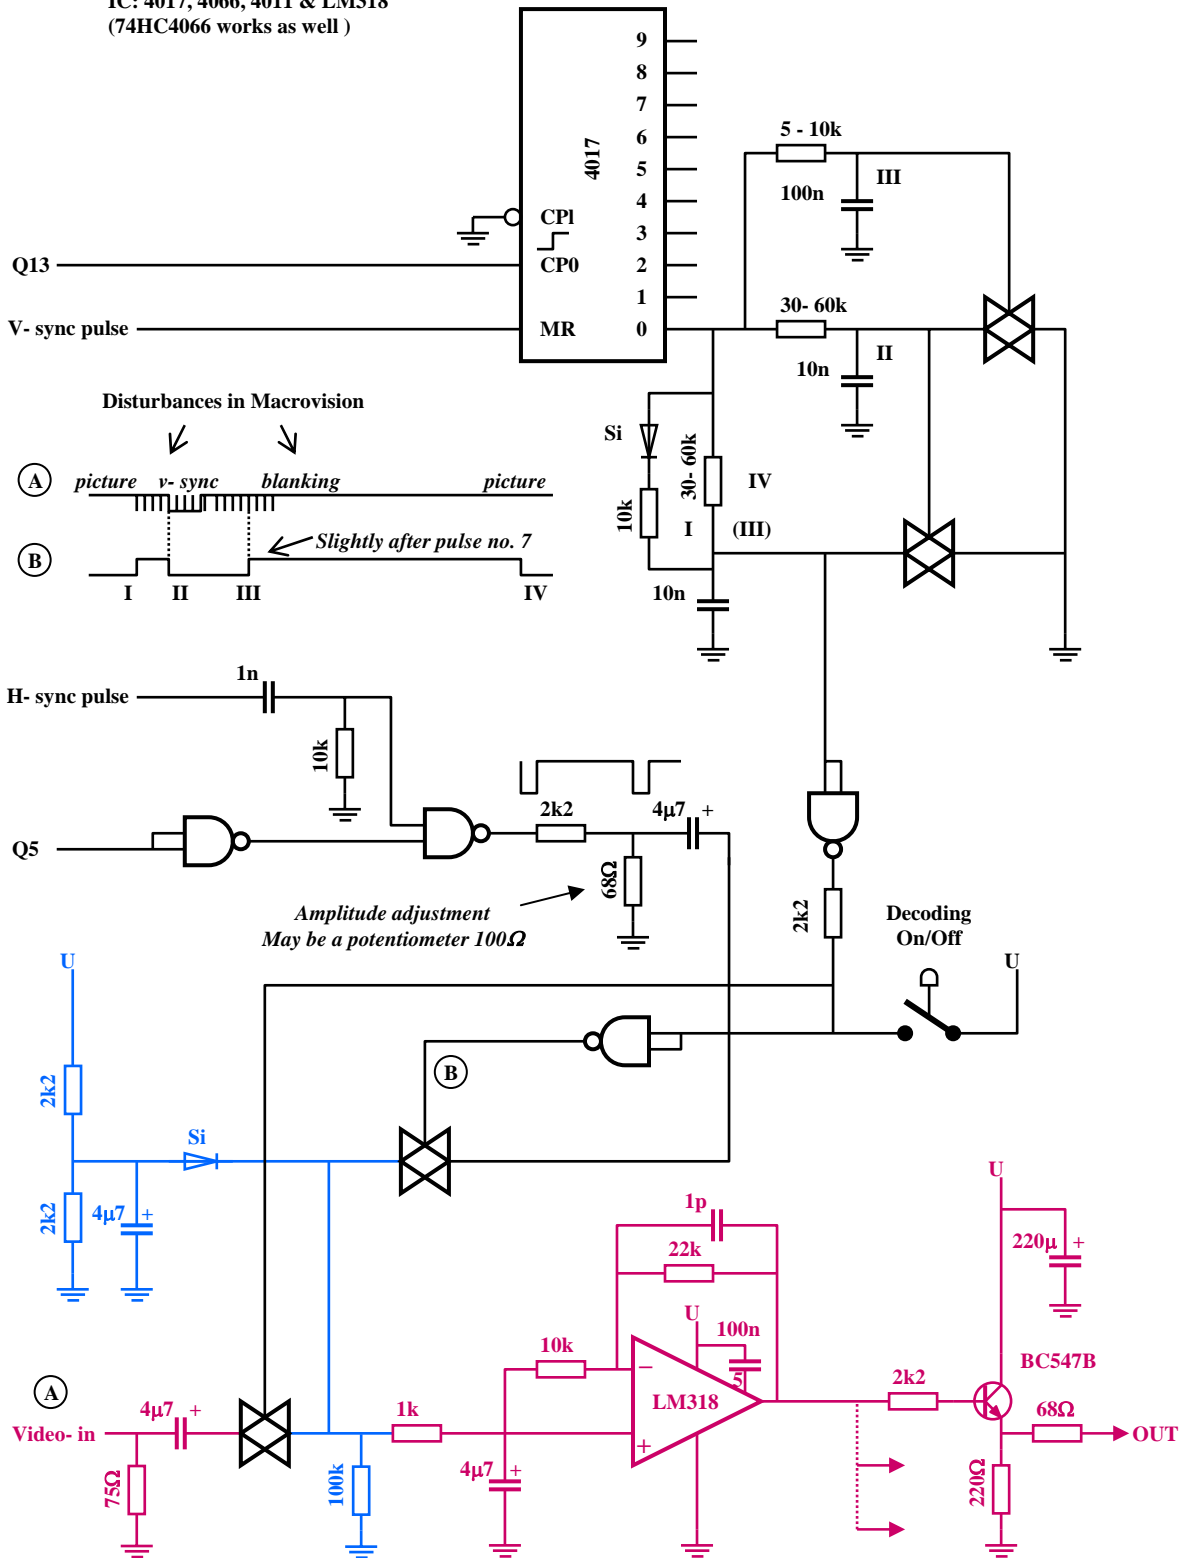 IC: 4017, 4066, 4011 & LM318
(74HC4066 works as well )
9
8
7
6
5
4
3
2
1
0
4017
CPl
CP0
MR
Q13
V- sync pulse
5 - 10k
100n
III
30- 60k
10n
II
Si
10k
30- 60k
IV
I
(III)
10n
Disturbances in Macrovision
A
picture
v- sync
blanking
picture
B
Slightly after pulse no. 7
I
II
III
IV
H- sync pulse
1n
10k
Q5
2k2
4µ7
+
68Ω
Amplitude adjustment
May be a potentiometer 100Ω
2k2
Decoding
On/Off
U
U
2k2
2k2
Si
4µ7
+
B
1p
22k
U
100n
5
10k
−
LM318
+
U
220µ
+
BC547B
2k2
68Ω
OUT
220Ω
A
Video- in
4µ7
+
75Ω
100k
1k
4µ7
+